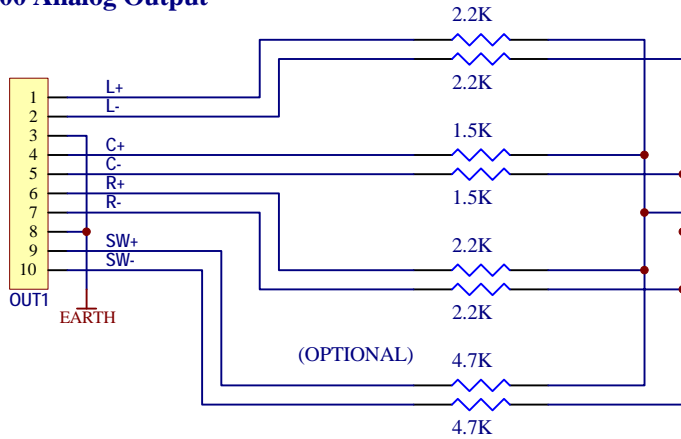 00 Analog Output
2.2K
2.2K
L+
L-
1
2
3
4
5
6
7
8
9
10
OUT1
C+
C-
R+
R-
SW+
SW-
EARTH
1.5K
1.5K
2.2K
2.2K
(OPTIONAL)
4.7K
4.7K